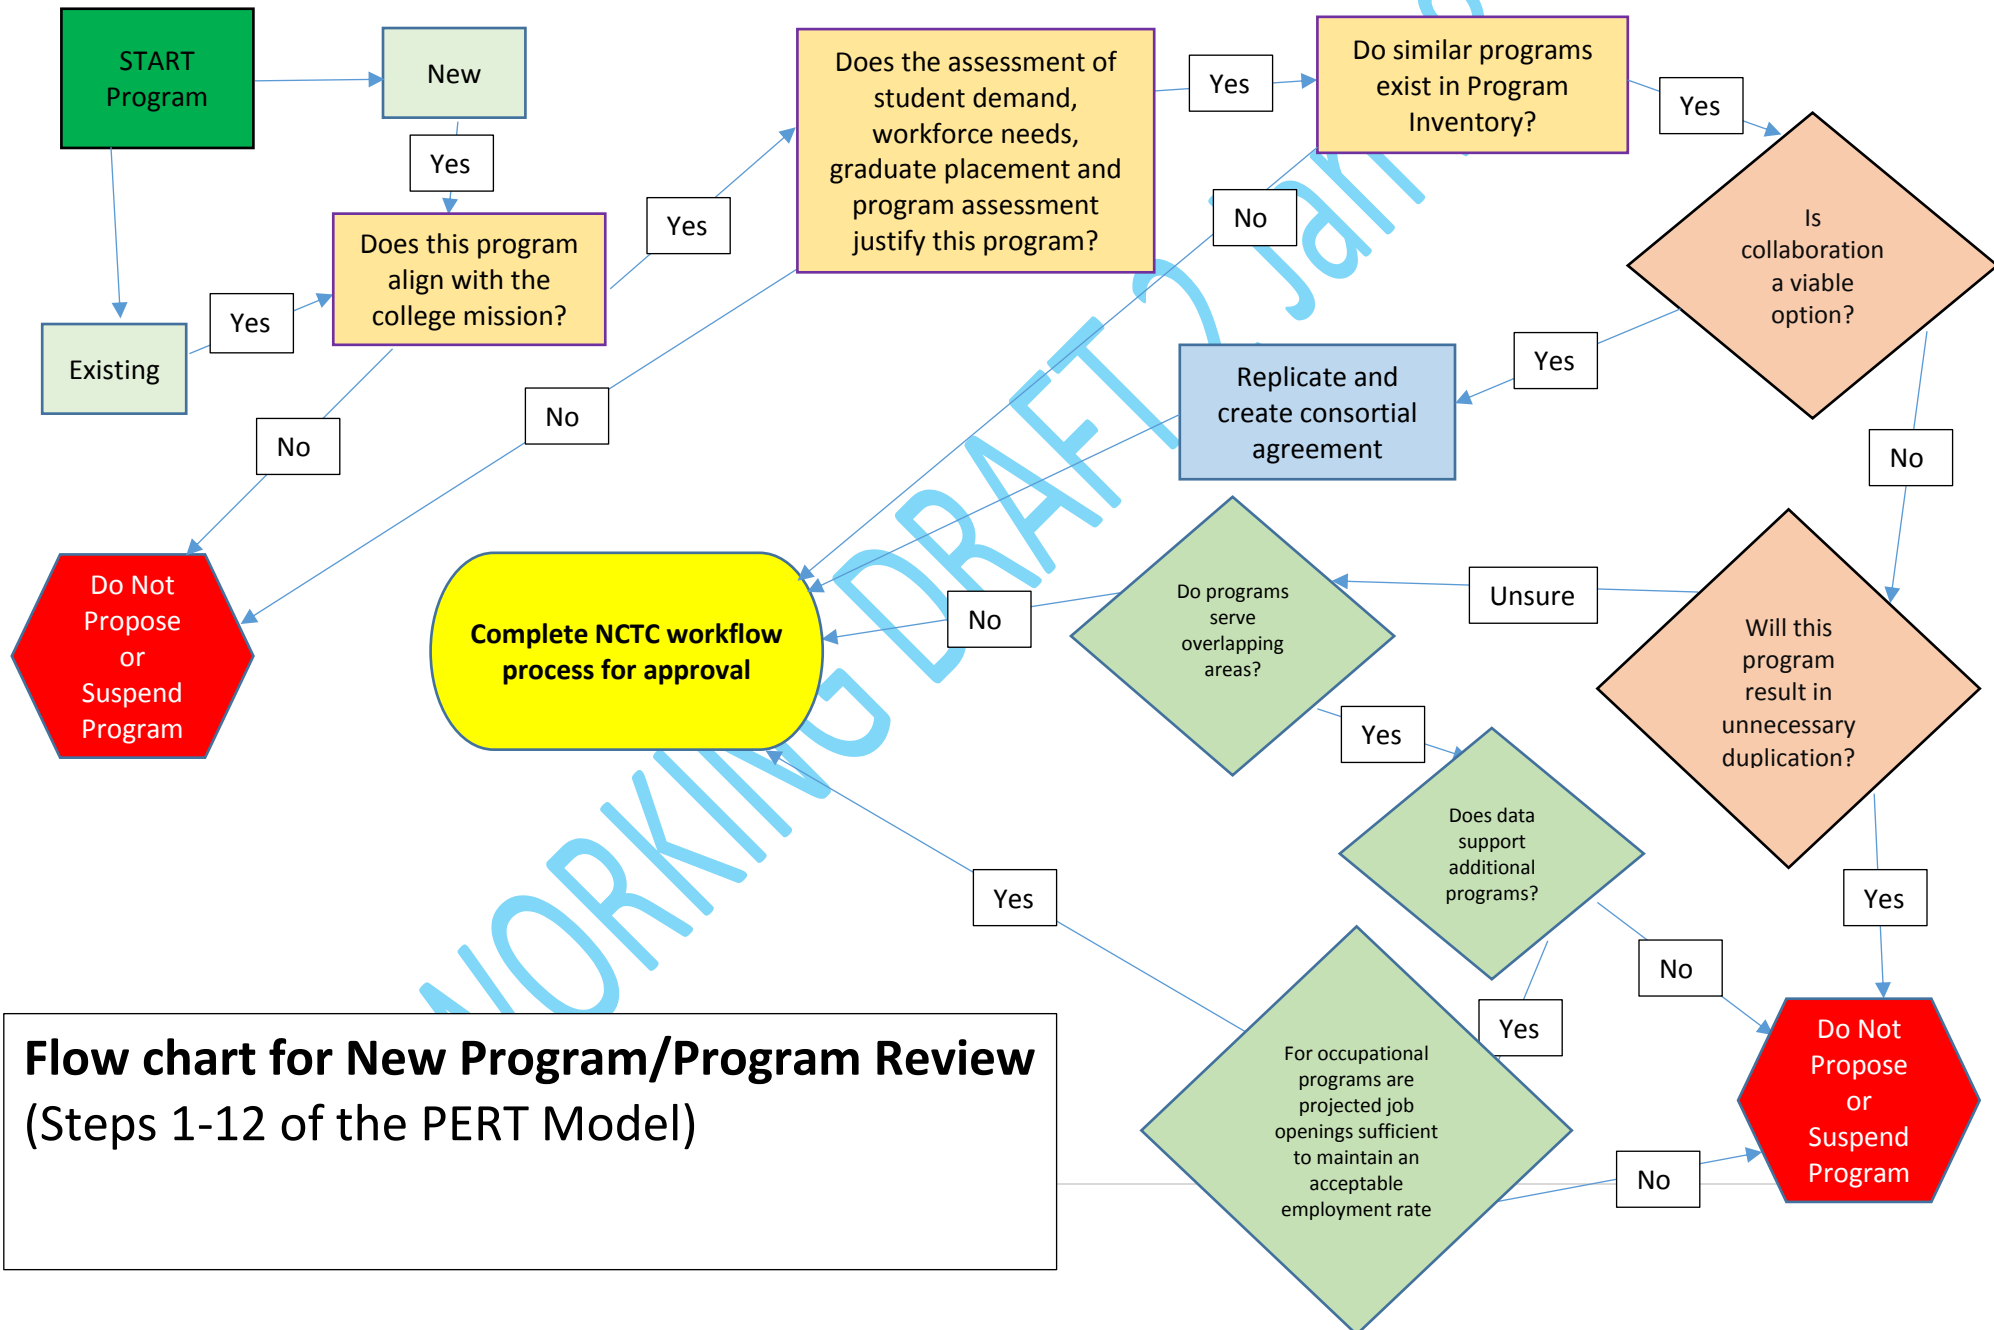 START
Program
New
Yes
Does this program
align with the
college mission?
Existing
Yes
No
Yes
Does the assessment of
student demand,
workforce needs,
graduate placement and
program assessment
justify this program?
No
Yes
Do similar programs
exist in Program
Inventory?
No
Yes
Is
collaboration
a viable
option?
Yes
Replicate and
create consortial
agreement
No
Do Not
Propose
or
Suspend
Program
Complete NCTC workflow
process for approval
No
Do programs
serve
overlapping
areas?
Unsure
Will this
program
result in
unnecessary
duplication?
Yes
Does data
support
additional
programs?
Yes
No
Yes
Yes
For occupational
programs are
projected job
openings sufficient
to maintain an
acceptable
employment rate
No
Do Not
Propose
or
Suspend
Program
Flow chart for New Program/Program Review
(Steps 1-12 of the PERT Model)
WORKING DRAFT 2 Jan